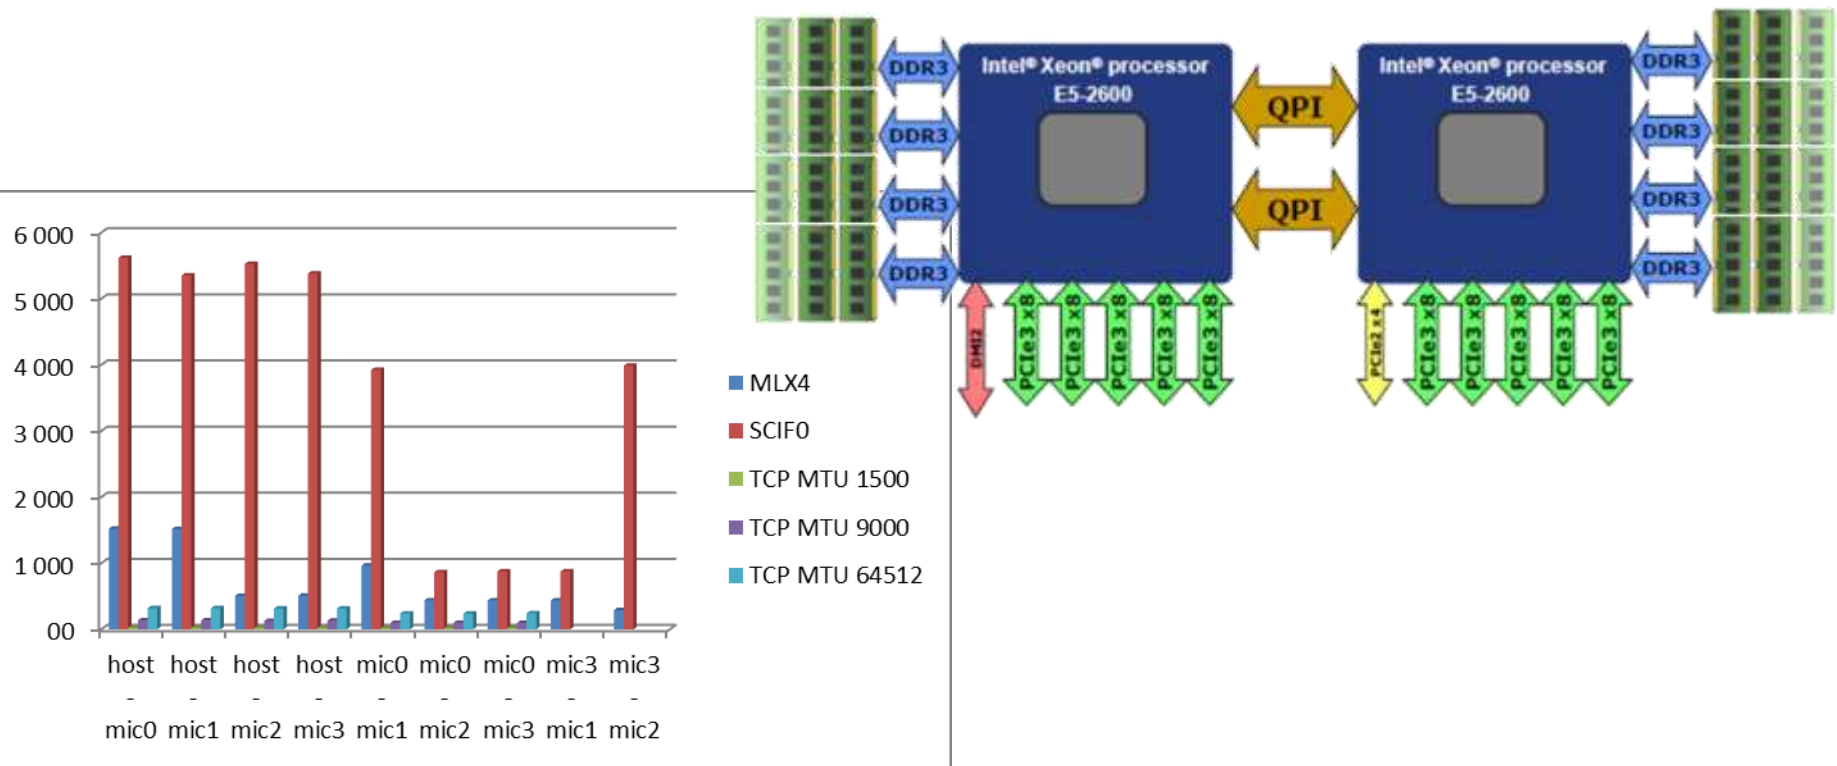 Intel® Xeon® processor
E5-2600
Intel® Xeon® processor
E5-2600
DDR3
DDR3
DDR3
DDR3
QPI
QPI
DDR3
DDR3
DDR3
DDR3
DMI2
PCIe3 x8
PCIe3 x8
PCIe3 x8
PCIe3 x8
PCIe3 x8
PCIe2 x4
PCIe3 x8
PCIe3 x8
PCIe3 x8
PCIe3 x8
PCIe3 x8
6 000
5 000
4 000
3 000
2 000
1 000
00
host - mic0
host - mic1
host - mic2
host - mic3
mic0 - mic1
mic0 - mic2
mic0 - mic3
mic3 - mic1
mic3 - mic2
MLX4
SCIF0
TCP MTU 1500
TCP MTU 9000
TCP MTU 64512